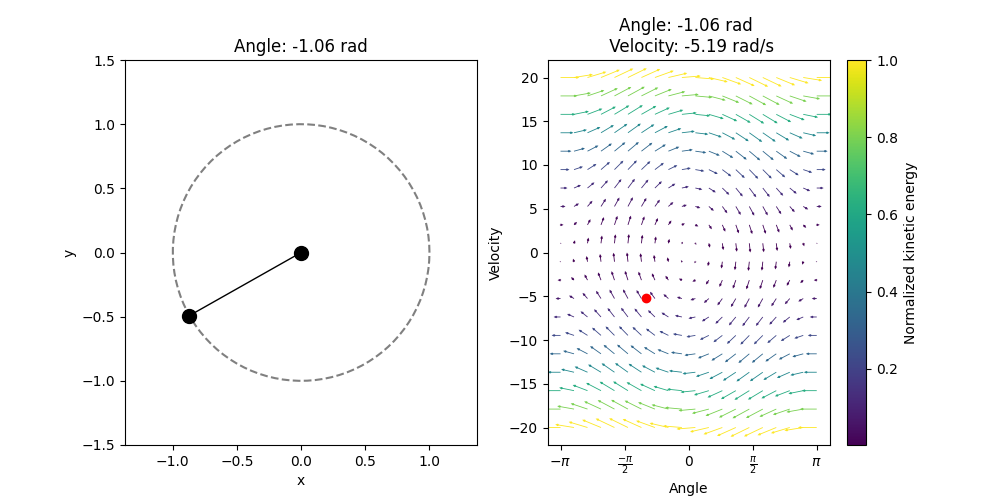 Angle: -1.06 rad
1.5
1.0
0.5
0.0
−0.5
−1.0
−1.5
−1.0
−0.5
0.0
0.5
1.0
x
y
Angle: -1.06 rad
Velocity: -5.19 rad/s
20
15
10
5
0
−5
−10
−15
−20
−π
−π/2
0
π/2
π
Angle
Velocity
1.0
0.8
0.6
0.4
0.2
Normalized kinetic energy